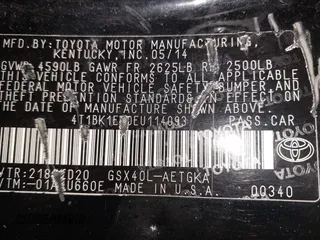 MFD. BY: TOYOTA MOTOR MANUFACTURING,
KENTUCKY, INC. 05/14
GVWR 4590LB GAWR FR 2625LB RR 2500LB
THIS VEHICLE CONFORMS TO ALL APPLICABLE
FEDERAL MOTOR VEHICLE SAFETY, BUMPER, AND
THEFT PREVENTION STANDARDS IN EFFECT ON
THE DATE OF MANUFACTURE SHOWN ABOVE.
PASS. CAR
GSX40L-AETGKA
MADE IN U.S.A.
00340
TOYOTA